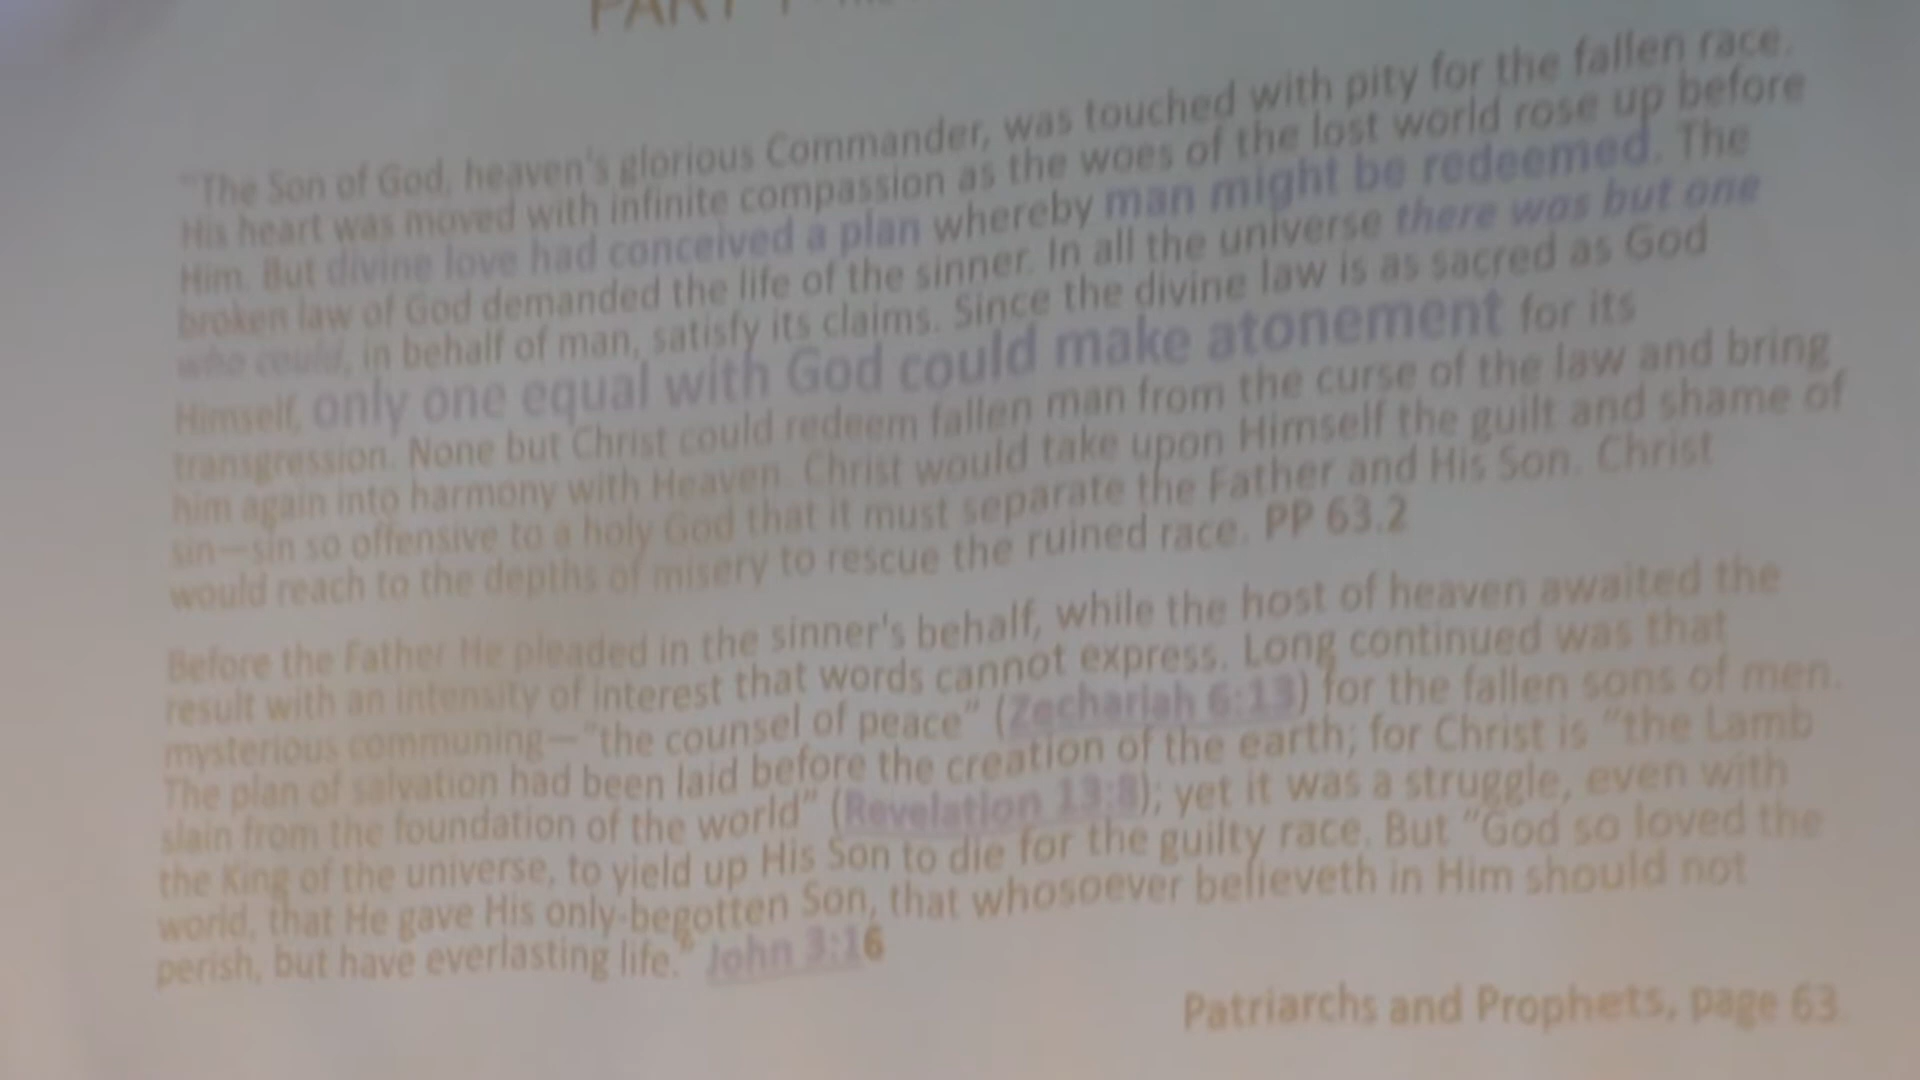 PART 1
"The Son of God, heaven's glorious Commander, was touched with pity for the fallen race.
His heart was moved with infinite compassion as the woes of the lost world rose up before
Him. But divine love had conceived a plan whereby man might be redeemed. The
broken law of God demanded the life of the sinner. In all the universe there was but one
who could, in behalf of man, satisfy its claims. Since the divine law is as sacred as God
Himself, only one equal with God could make atonement for its
transgression. None but Christ could redeem fallen man from the curse of the law and bring
him again into harmony with Heaven. Christ would take upon Himself the guilt and shame of
sin—sin so offensive to a holy God that it must separate the Father and His Son. Christ
would reach to the depths of misery to rescue the ruined race. PP 63.2
Before the Father He pleaded in the sinner's behalf, while the host of heaven awaited the
result with an intensity of interest that words cannot express. Long continued was that
mysterious communing—"the counsel of peace" (Zechariah 6:13) for the fallen sons of men.
The plan of salvation had been laid before the creation of the earth; for Christ is "the Lamb
slain from the foundation of the world" (Revelation 13:8); yet it was a struggle, even with
the King of the universe, to yield up His Son to die for the guilty race. But "God so loved the
world, that He gave His only-begotten Son, that whosoever believeth in Him should not
perish, but have everlasting life." John 3:16
Patriarchs and Prophets, page 63.